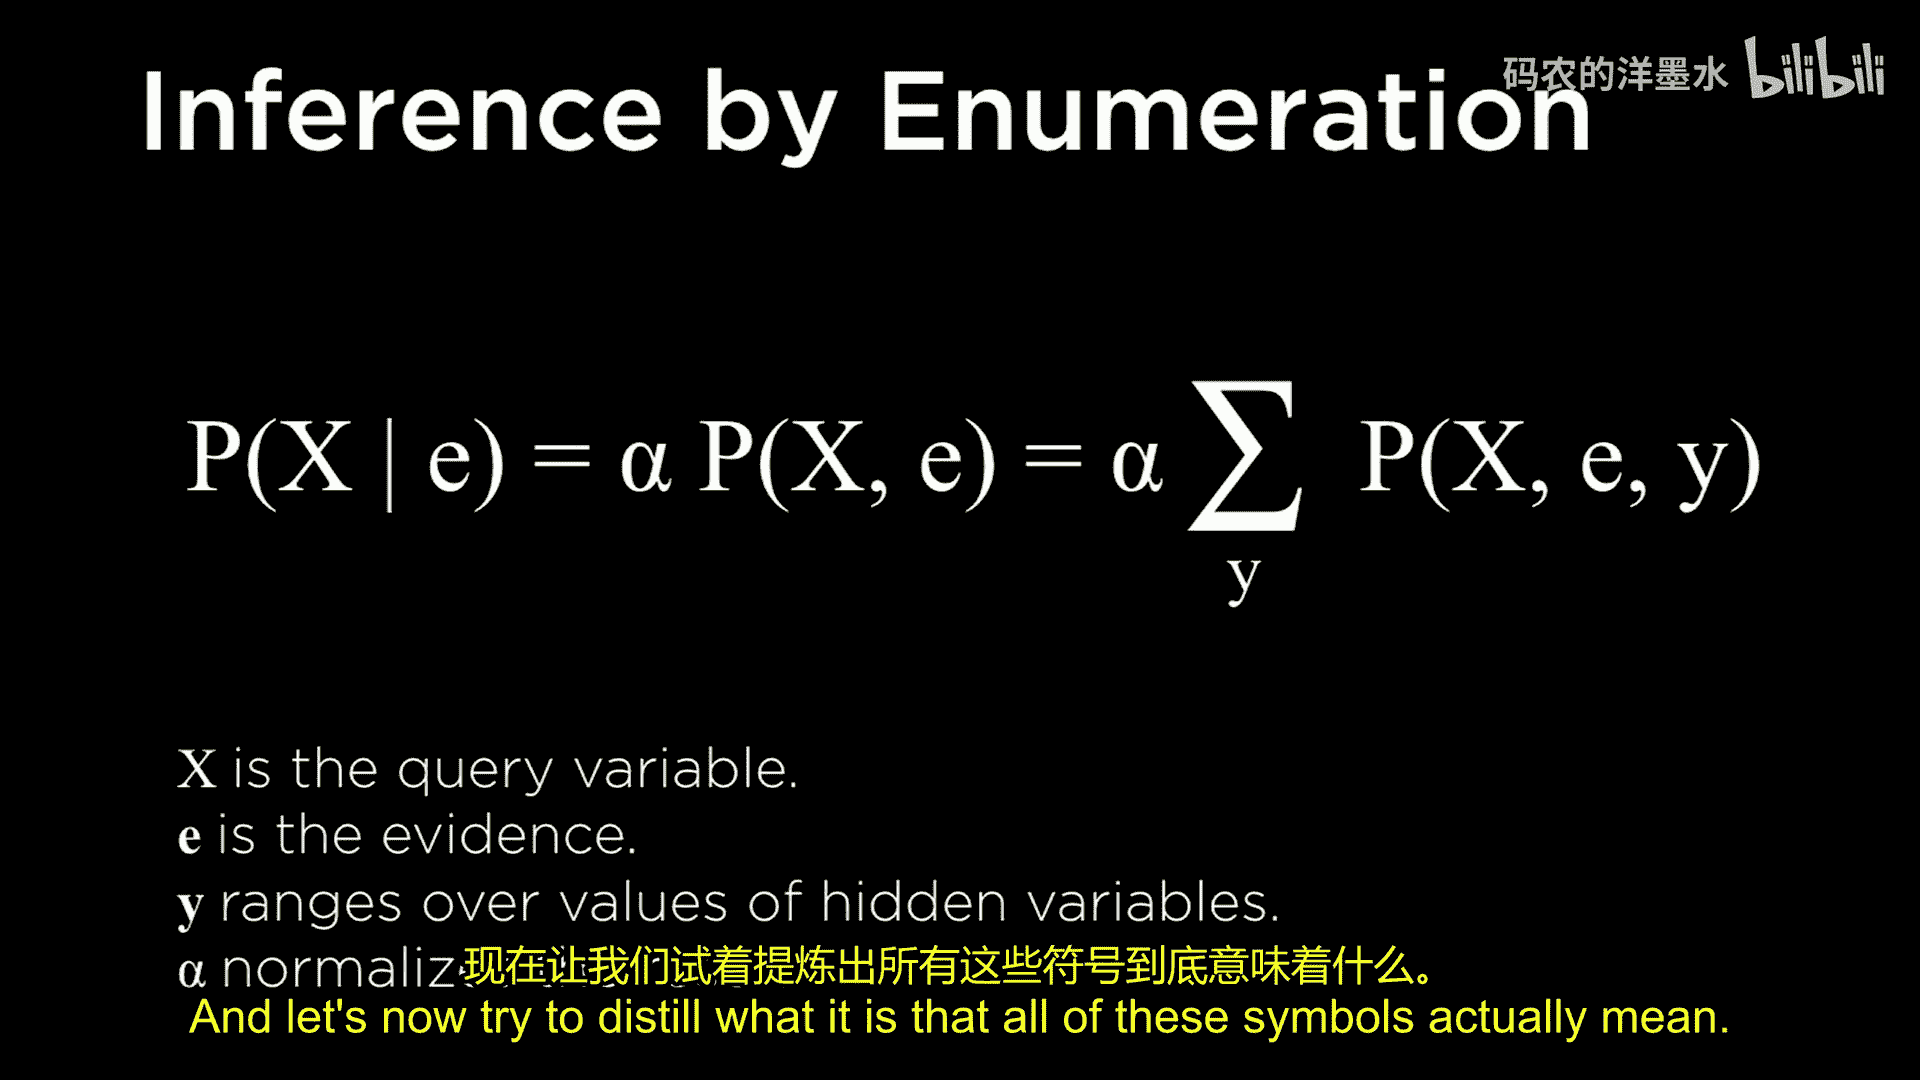 码农的洋墨水 bilibili
Inference by Enumeration
P(X | e) = α P(X, e) = α ∑ P(X, e, y)
y
X is the query variable.
e is the evidence.
y ranges over values of hidden variables.
α
现在让我们试着提炼出所有这些符号到底意味着什么。
And let's now try to distill what it is that all of these symbols actually mean.